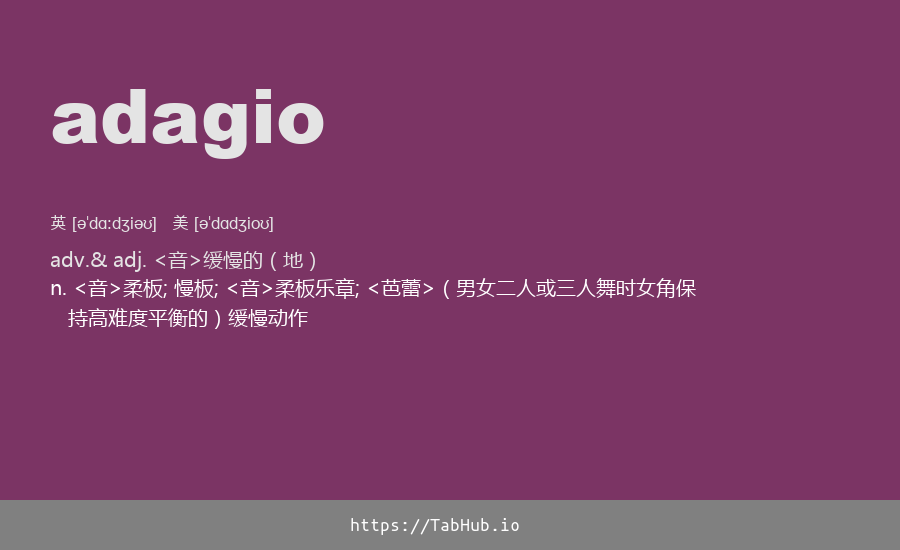 adagio
英 [əˈdɑːdʒiəʊ] 美 [əˈdɑdʒioʊ]
adv.& adj. <音>缓慢的（地）
n. <音>柔板; 慢板; <音>柔板乐章; <芭蕾>（男女二人或三人舞时女角保
持高难度平衡的）缓慢动作
https://TabHub.io